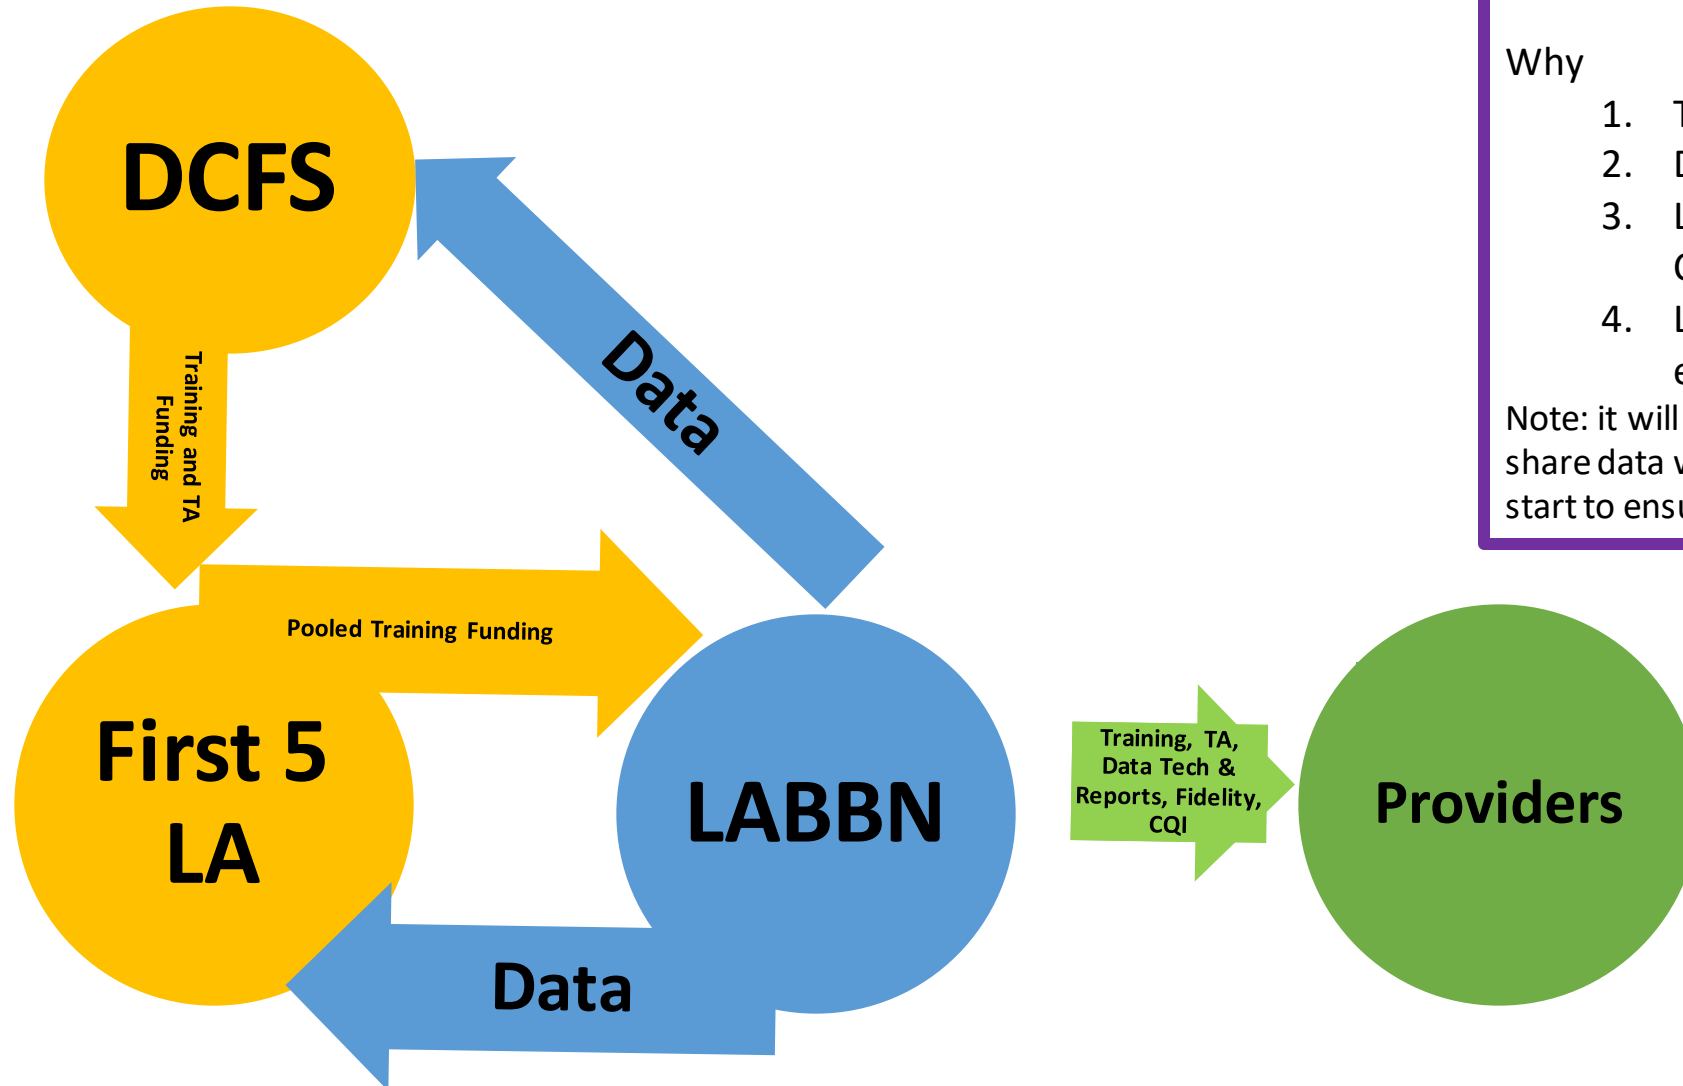 DCFS
Training and TA
Funding
Data
Pooled Training Funding
First 5
LA
LABBN
Data
Training, TA,
Data Tech &
Reports, Fidelity,
CQI
Providers
Why
1.
2.
3.
4.
Note: it will
share data
start to